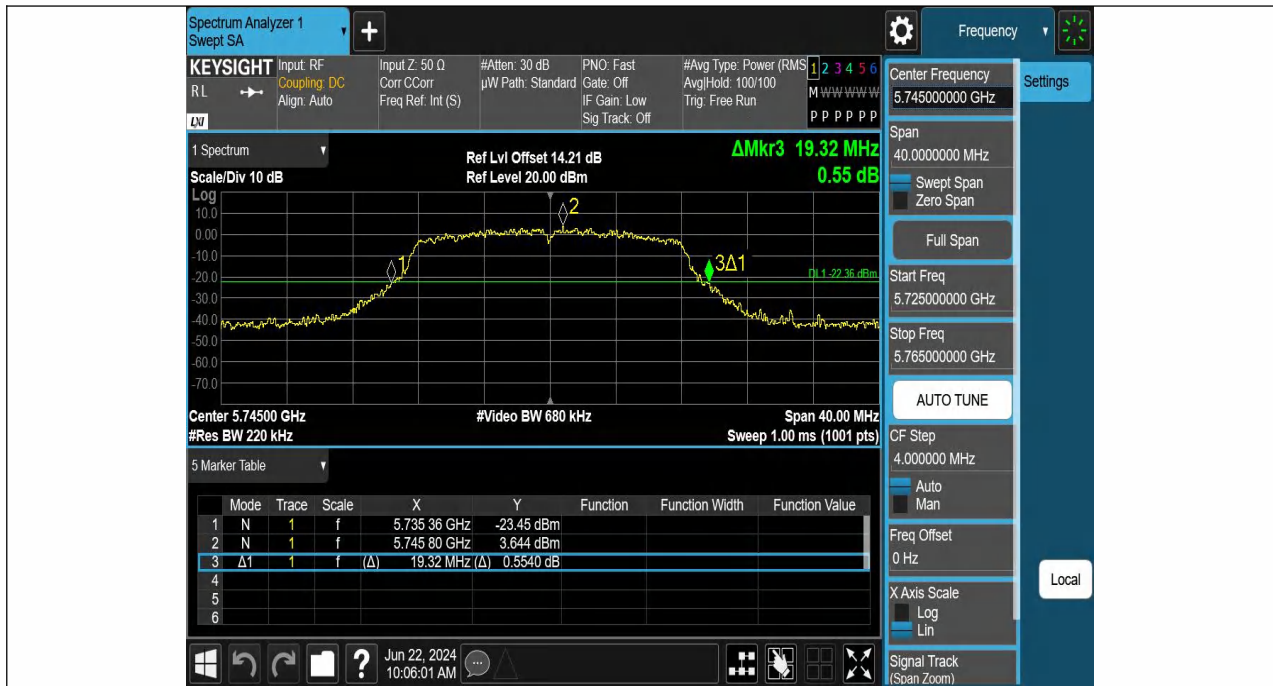 Spectrum Analyzer 1
Swept SA
+
Frequency
KEYSIGHT
RL
LXI
Input: RF
Coupling: DC
Align: Auto
Input Z: 50 Ω
Corr CCorr
Freq Ref: Int (S)
#Atten: 30 dB
µW Path: Standard
PNO: Fast
Gate: Off
IF Gain: Low
Sig Track: Off
#Avg Type: Power (RMS
Avg|Hold: 100/100
Trig: Free Run
1 2 3 4 5 6
M W W W W W
P P P P P P
Center Frequency
5.745000000 GHz
Settings
Span
40.0000000 MHz
Swept Span
Zero Span
Full Span
Start Freq
5.725000000 GHz
Stop Freq
5.765000000 GHz
AUTO TUNE
CF Step
4.000000 MHz
Auto
Man
Freq Offset
0 Hz
X Axis Scale
Log
Lin
Signal Track
(Span Zoom)
Local
1 Spectrum
Scale/Div 10 dB
Ref Lvl Offset 14.21 dB
Ref Level 20.00 dBm
ΔMkr3 19.32 MHz
0.55 dB
Log
10.0
0.00
-10.0
-20.0
-30.0
-40.0
-50.0
-60.0
-70.0
1
2
3Δ1
DL1 -22.36 dBm
Center 5.74500 GHz
#Video BW 680 kHz
Span 40.00 MHz
#Res BW 220 kHz
Sweep 1.00 ms (1001 pts)
5 Marker Table
Mode Trace Scale X Y Function Function Width Function Value
1 N 1 f 5.735 36 GHz -23.45 dBm
2 N 1 f 5.745 80 GHz 3.644 dBm
3 Δ1 1 f (Δ) 19.32 MHz (Δ) 0.5540 dB
4
5
6
?
Jun 22, 2024
10:06:01 AM